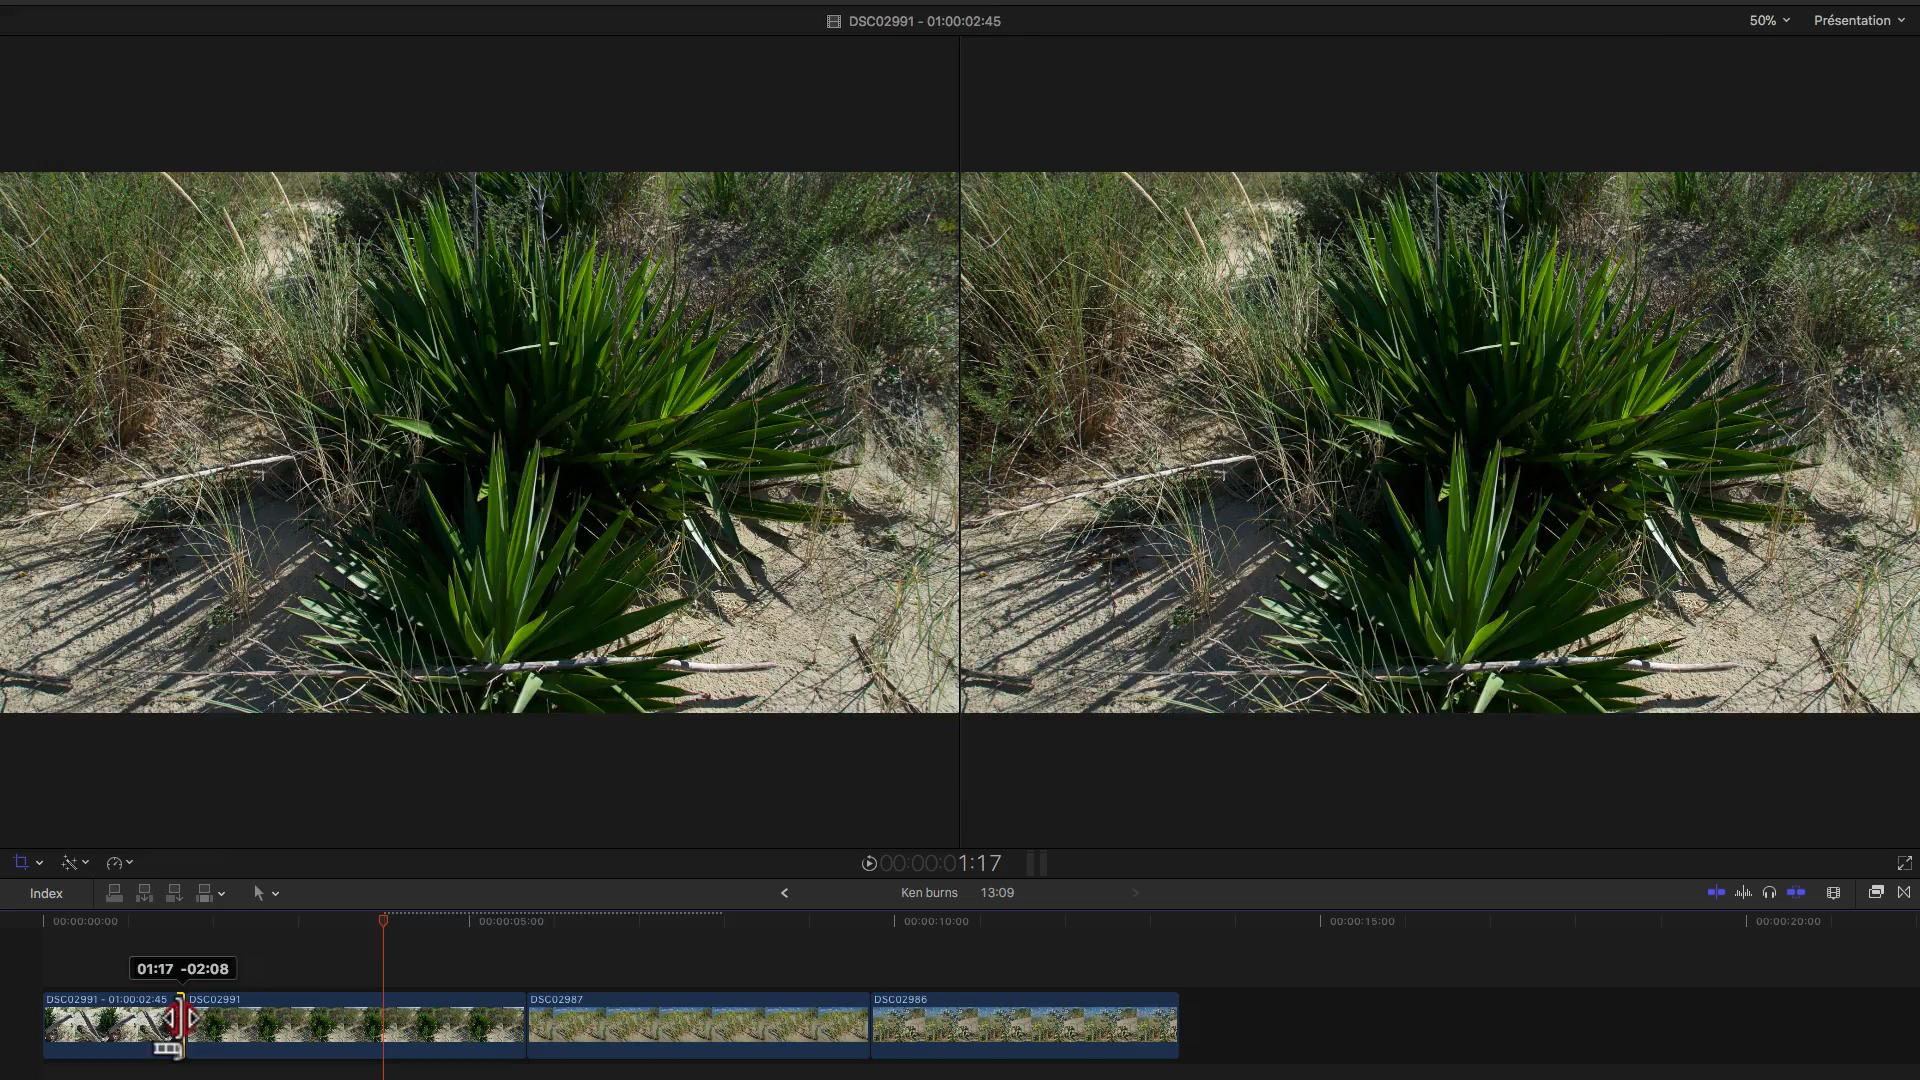 DSC02991 - 01:00:02:45
50%
Présentation
00:00:00:01:17
Index
Ken burns 13:09
00:00:00:00
00:00:05:00
00:00:10:00
00:00:15:00
00:00:20:00
01:17 -02:08
DSC02991 - 01:00:02:45
DSC02991
DSC02987
DSC02986